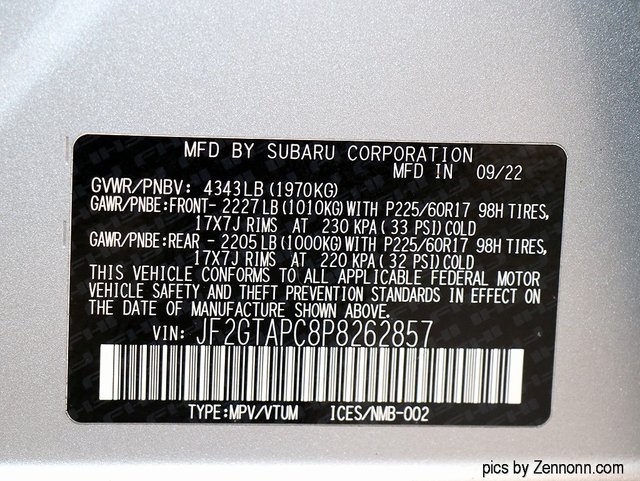 MFD BY SUBARU CORPORATION
MFD IN 09/22
GVWR/PNBV: 4343LB(1970KG)
GAWR/PNBE:FRONT- 2227LB(1010KG)WITH P225/60R17 98H TIRES,
17X7J RIMS AT 230 KPA(33 PSI)COLD
GAWR/PNBE:REAR - 2205LB(1000KG)WITH P225/60R17 98H TIRES,
17X7J RIMS AT 220 KPA(32 PSI)COLD
THIS VEHICLE CONFORMS TO ALL APPLICABLE FEDERAL MOTOR
VEHICLE SAFETY AND THEFT PREVENTION STANDARDS IN EFFECT ON
THE DATE OF MANUFACTURE SHOWN ABOVE.
VIN: JF2GTAPC8P8262857
TYPE:MPV/VTUM ICES/NMB-002
pics by Zennonn.com